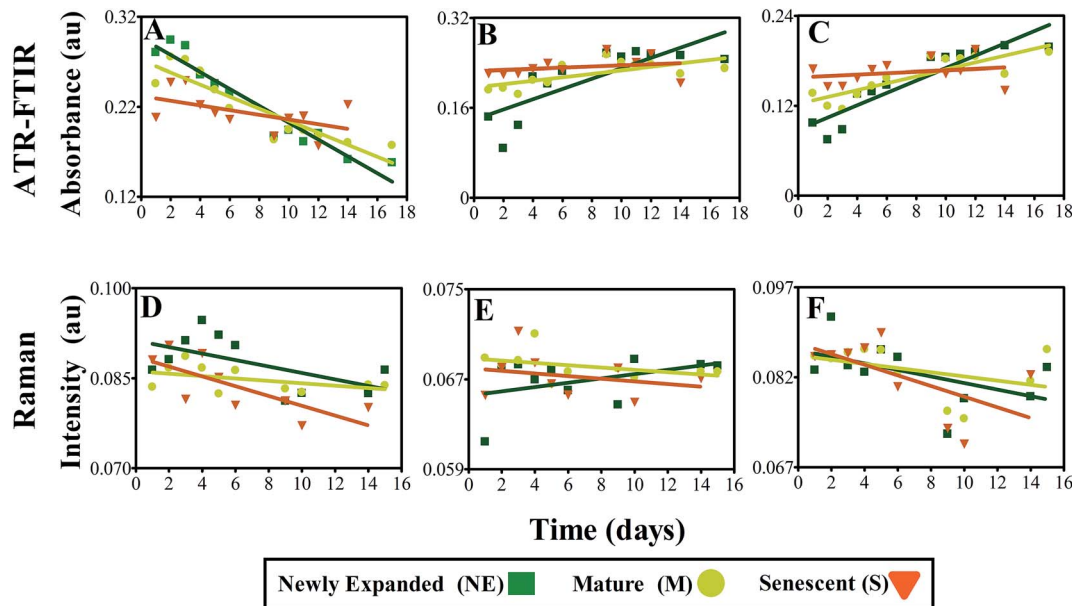 ATR-FTIR
Absorbance (au)
A
0.32
0.22
0.12
0 2 4 6 8 10 12 14 16 18
B
0.32
0.16
0
0 2 4 6 8 10 12 14 16 18
C
0.24
0.12
0
0 2 4 6 8 10 12 14 16 18
Raman
Intensity (au)
D
0.100
0.085
0.070
0 2 4 6 8 10 12 14 16
E
0.075
0.067
0.059
0 2 4 6 8 10 12 14 16
F
0.097
0.082
0.067
0 2 4 6 8 10 12 14 16
Time (days)
Newly Expanded (NE) Mature (M) Senescent (S)